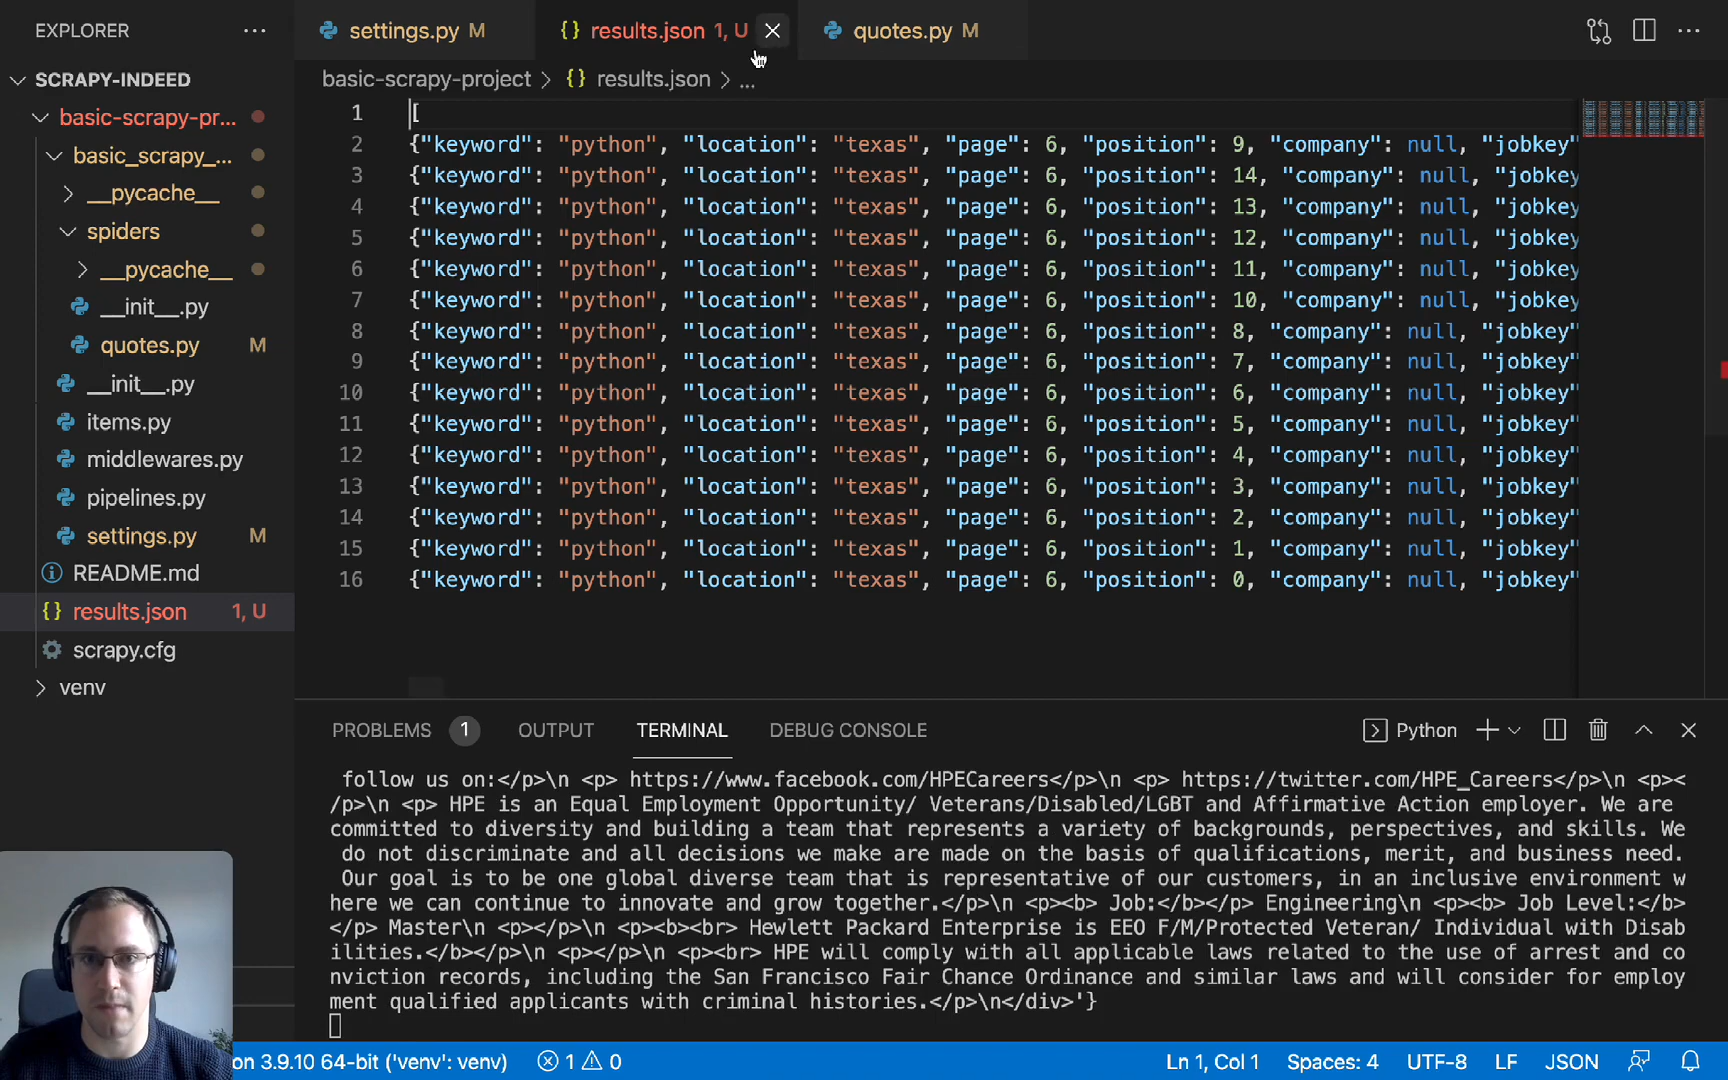 EXPLORER
settings.py M
results.json 1, U
quotes.py M
SCRAPY-INDEED
basic-scrapy-project > results.json > ...
basic-scrapy-pr...
basic_scrapy_...
__pycache__
spiders
__pycache__
__init__.py
quotes.py M
__init__.py
items.py
middlewares.py
pipelines.py
settings.py M
README.md
results.json 1, U
scrapy.cfg
venv
1 [
2 {"keyword": "python", "location": "texas", "page": 6, "position": 9, "company": null, "jobkey"
3 {"keyword": "python", "location": "texas", "page": 6, "position": 14, "company": null, "jobkey
4 {"keyword": "python", "location": "texas", "page": 6, "position": 13, "company": null, "jobkey
5 {"keyword": "python", "location": "texas", "page": 6, "position": 12, "company": null, "jobkey
6 {"keyword": "python", "location": "texas", "page": 6, "position": 11, "company": null, "jobkey
7 {"keyword": "python", "location": "texas", "page": 6, "position": 10, "company": null, "jobkey
8 {"keyword": "python", "location": "texas", "page": 6, "position": 8, "company": null, "jobkey"
9 {"keyword": "python", "location": "texas", "page": 6, "position": 7, "company": null, "jobkey"
10 {"keyword": "python", "location": "texas", "page": 6, "position": 6, "company": null, "jobkey"
11 {"keyword": "python", "location": "texas", "page": 6, "position": 5, "company": null, "jobkey"
12 {"keyword": "python", "location": "texas", "page": 6, "position": 4, "company": null, "jobkey"
13 {"keyword": "python", "location": "texas", "page": 6, "position": 3, "company": null, "jobkey"
14 {"keyword": "python", "location": "texas", "page": 6, "position": 2, "company": null, "jobkey"
15 {"keyword": "python", "location": "texas", "page": 6, "position": 1, "company": null, "jobkey"
16 {"keyword": "python", "location": "texas", "page": 6, "position": 0, "company": null, "jobkey"
PROBLEMS 1 OUTPUT TERMINAL DEBUG CONSOLE
Python
follow us on:</p>\n <p> https://www.facebook.com/HPECareers</p>\n <p> https://twitter.com/HPE_Careers</p>\n <p><
/p>\n <p> HPE is an Equal Employment Opportunity/ Veterans/Disabled/LGBT and Affirmative Action employer. We are
committed to diversity and building a team that represents a variety of backgrounds, perspectives, and skills. We
do not discriminate and all decisions we make are made on the basis of qualifications, merit, and business need.
Our goal is to be one global diverse team that is representative of our customers, in an inclusive environment w
here we can continue to innovate and grow together.</p>\n <p><b> Job:</b></p> Engineering\n <p><b> Job Level:</b>
</p> Master\n <p></p>\n <p><b><br> Hewlett Packard Enterprise is EEO F/M/Protected Veteran/ Individual with Disab
ilities.</b></p>\n <p></p>\n <p><br> HPE will comply with all applicable laws related to the use of arrest and co
nviction records, including the San Francisco Fair Chance Ordinance and similar laws and will consider for employ
ment qualified applicants with criminal histories.</p>\n</div>'}
on 3.9.10 64-bit ('venv': venv) 1 0
Ln 1, Col 1 Spaces: 4 UTF-8 LF JSON